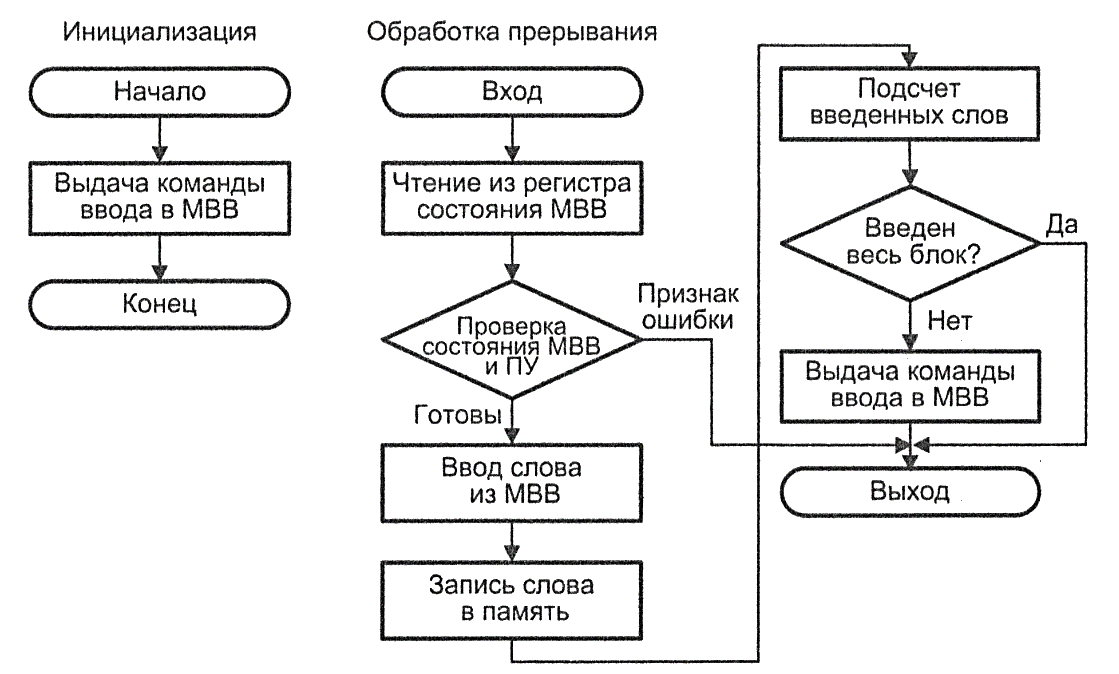 Инициализация
Начало
Выдача команды
ввода в МВВ
Конец
Обработка прерывания
Вход
Чтение из регистра
состояния МВВ
Проверка
состояния МВВ
и ПУ
Признак
ошибки
Готовы
Ввод слова
из МВВ
Запись слова
в память
Подсчет
введенных слов
Введен
весь блок?
Да
Нет
Выдача команды
ввода в МВВ
Выход